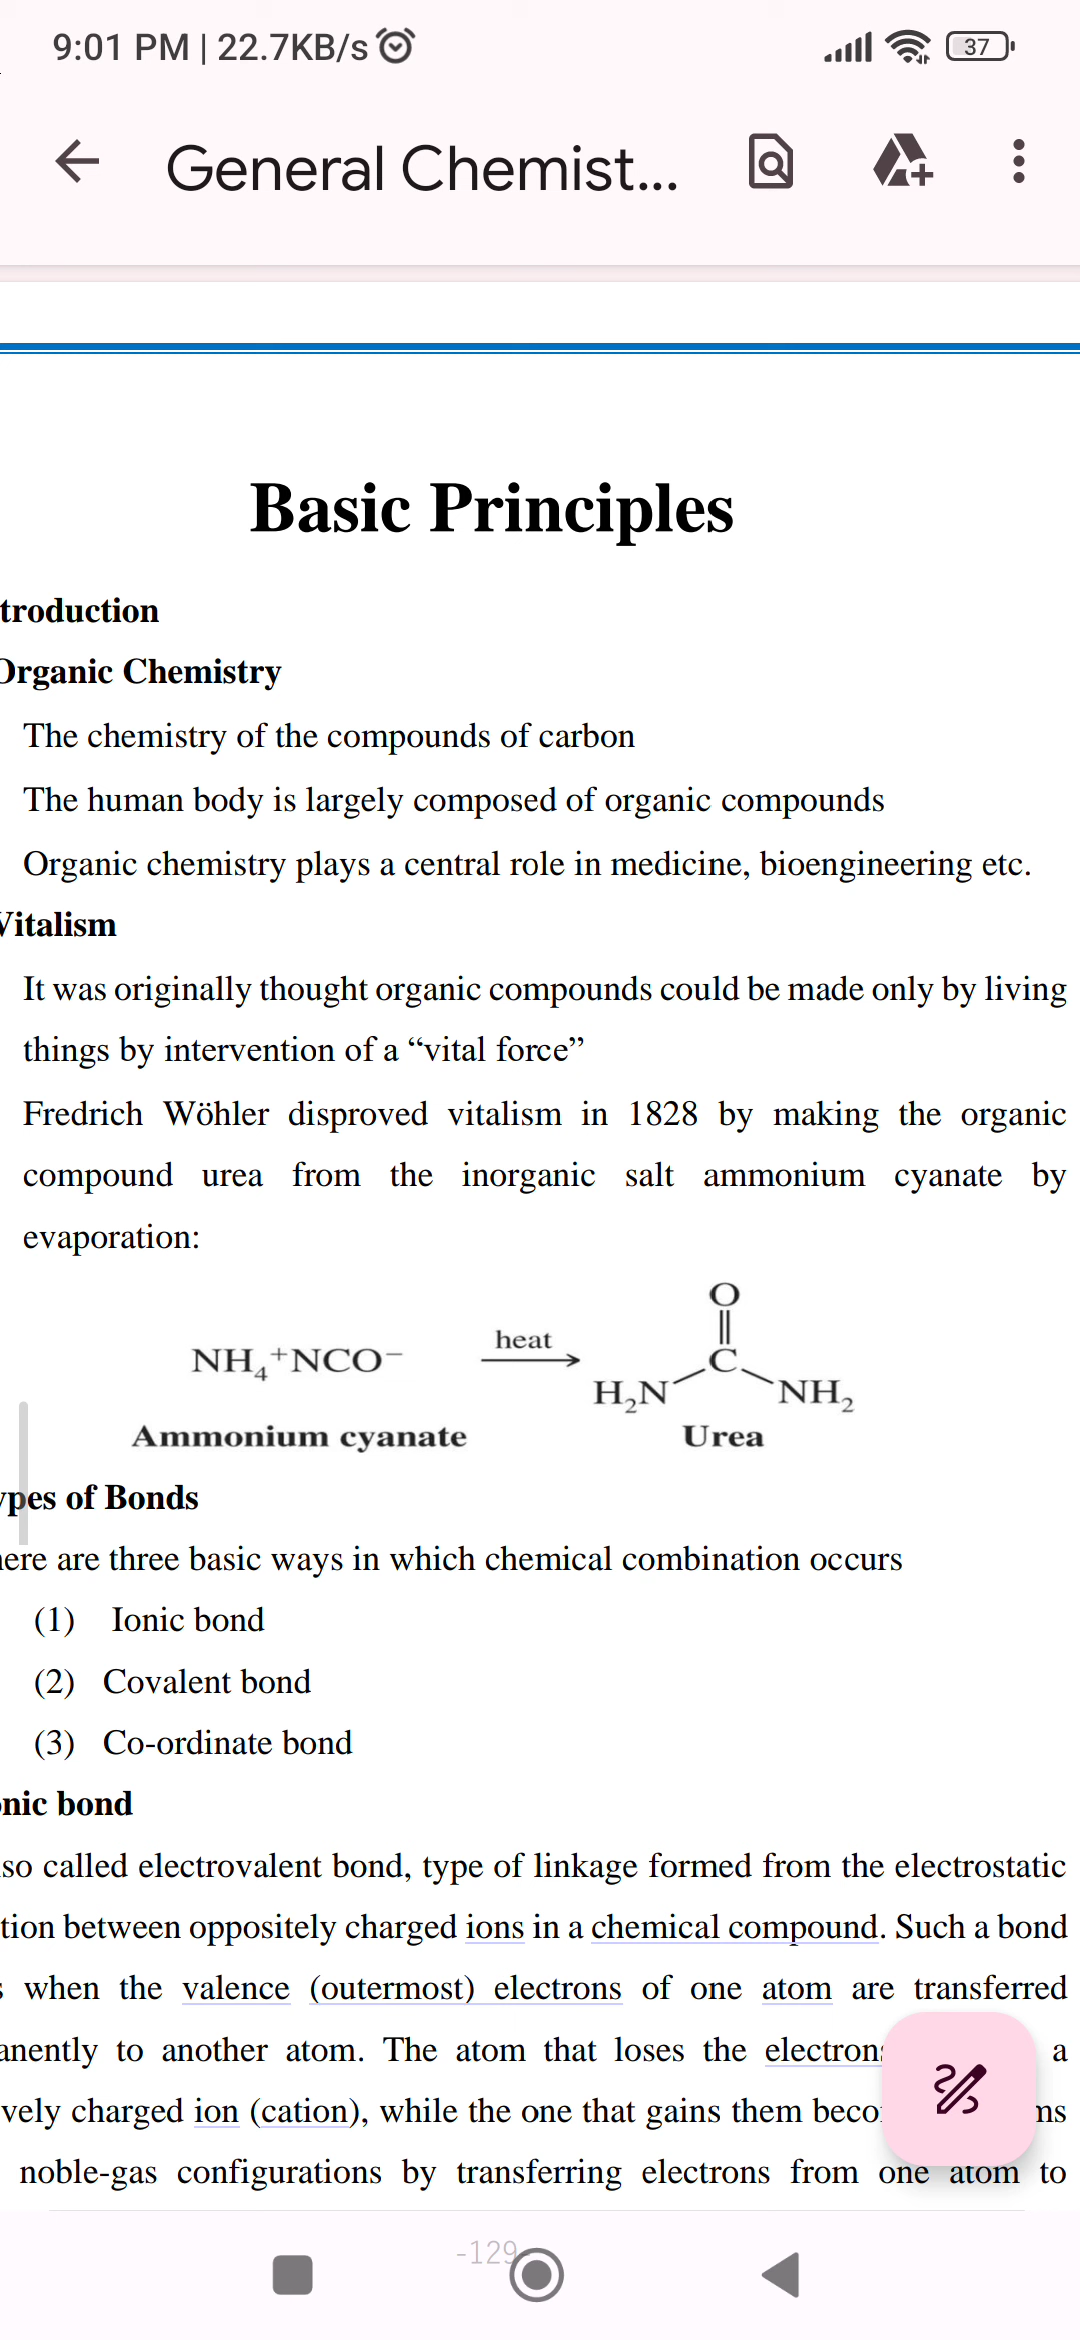 9:01 PM | 22.7KB/s
37
General Chemist...
Basic Principles
troduction
Organic Chemistry
The chemistry of the compounds of carbon
The human body is largely composed of organic compounds
Organic chemistry plays a central role in medicine, bioengineering etc.
Vitalism
It was originally thought organic compounds could be made only by living
things by intervention of a “vital force”
Fredrich Wöhler disproved vitalism in 1828 by making the organic
compound urea from the inorganic salt ammonium cyanate by
evaporation:
O
NH₄⁺NCO⁻ heat C
H₂N NH₂
Ammonium cyanate Urea
ypes of Bonds
ere are three basic ways in which chemical combination occurs
(1) Ionic bond
(2) Covalent bond
(3) Co-ordinate bond
onic bond
so called electrovalent bond, type of linkage formed from the electrostatic
tion between oppositely charged ions in a chemical compound. Such a bond
when the valence (outermost) electrons of one atom are transferred
anently to another atom. The atom that loses the electrons a
vely charged ion (cation), while the one that gains them beco ns
noble-gas configurations by transferring electrons from one atom to
-129